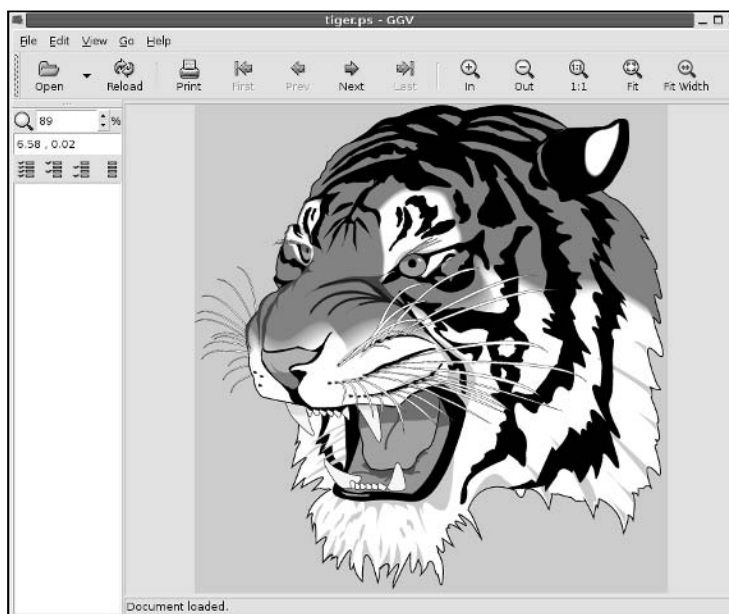 tiger.ps - GGV
File Edit View Go Help
Open Reload Print First Prev Next Last In Out 1:1 Fit Fit Width
89 %
6.58 , 0.02
Document loaded.